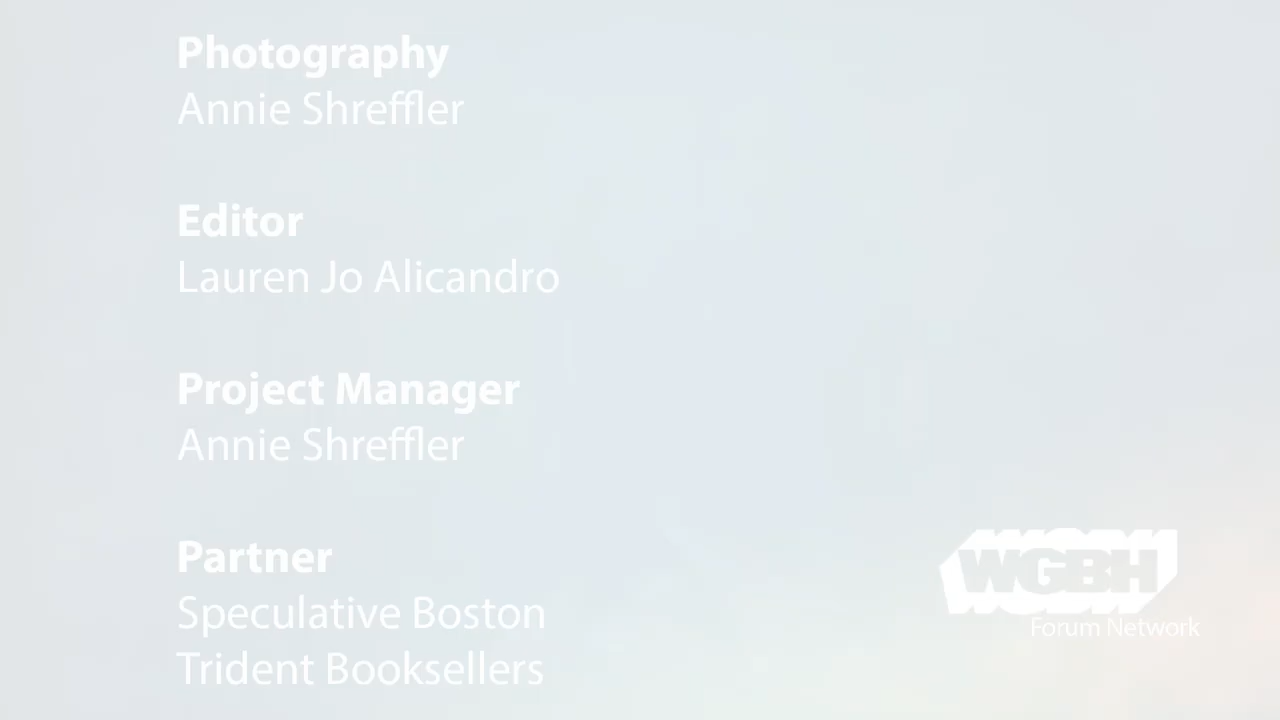 Photography
Annie Shreffler
Editor
Lauren Jo Alicandro
Project Manager
Annie Shreffler
Partner
Speculative Boston
Trident Booksellers
WGBH
Forum Network